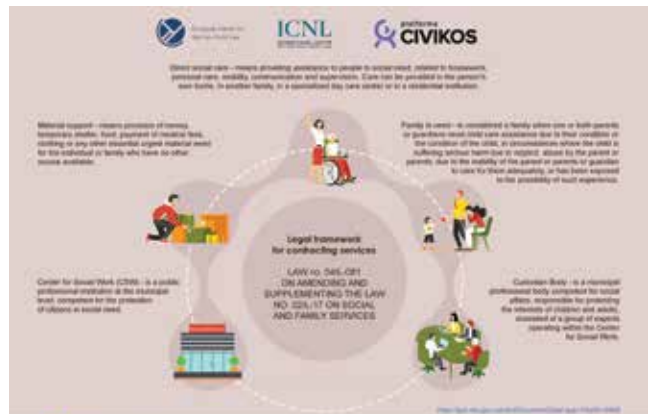 ICNL
platforma
CIVIKOS
Direct social care - means providing assistance to people in social need, related to housework,
personal care, mobility, communication and supervision. Care can be provided in the person's
own home, in another family, in a specialized day care center or in a residential institution.
Material support - means provision of money,
temporary shelter, food, payment of medical fees,
clothing or any other essential urgent material need
for the individual or family who have no other
source available.
Family in need - is considered a family where one or both parents
or guardians need child care assistance due to their condition or
the condition of the child, in circumstances where the child is
suffering serious harm due to neglect, abuse by the parent or
parents, due to the inability of the parent or parents or guardian
to care for them adequately, or has been exposed
to the possibility of such experience.
Legal framework
for contracting services
LAW no.
ON AMENDING AND
SUPPLEMENTING THE LAW
NO. 02/L-17 ON SOCIAL
AND FAMILY SERVICES
Center for Social Work (CSW) - is a public
professional institution at the municipal
level, competent for the protection
of citizens in social need.
Custodian Body - is a municipal
professional body competent for social
affairs, responsible for protecting
the interests of children and adults,
consisted of a group of experts
operating within the Center
for Social Work.